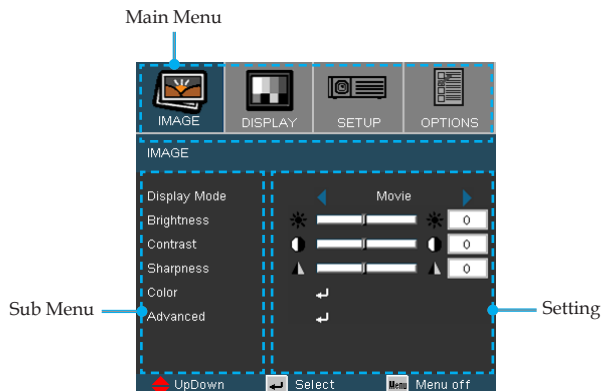 Main Menu
IMAGE DISPLAY SETUP OPTIONS
IMAGE
Display Mode Movie
Brightness 0
Contrast 0
Sharpness 0
Color
Sub Menu Setting
Advanced
UpDown Select Menu Menu off